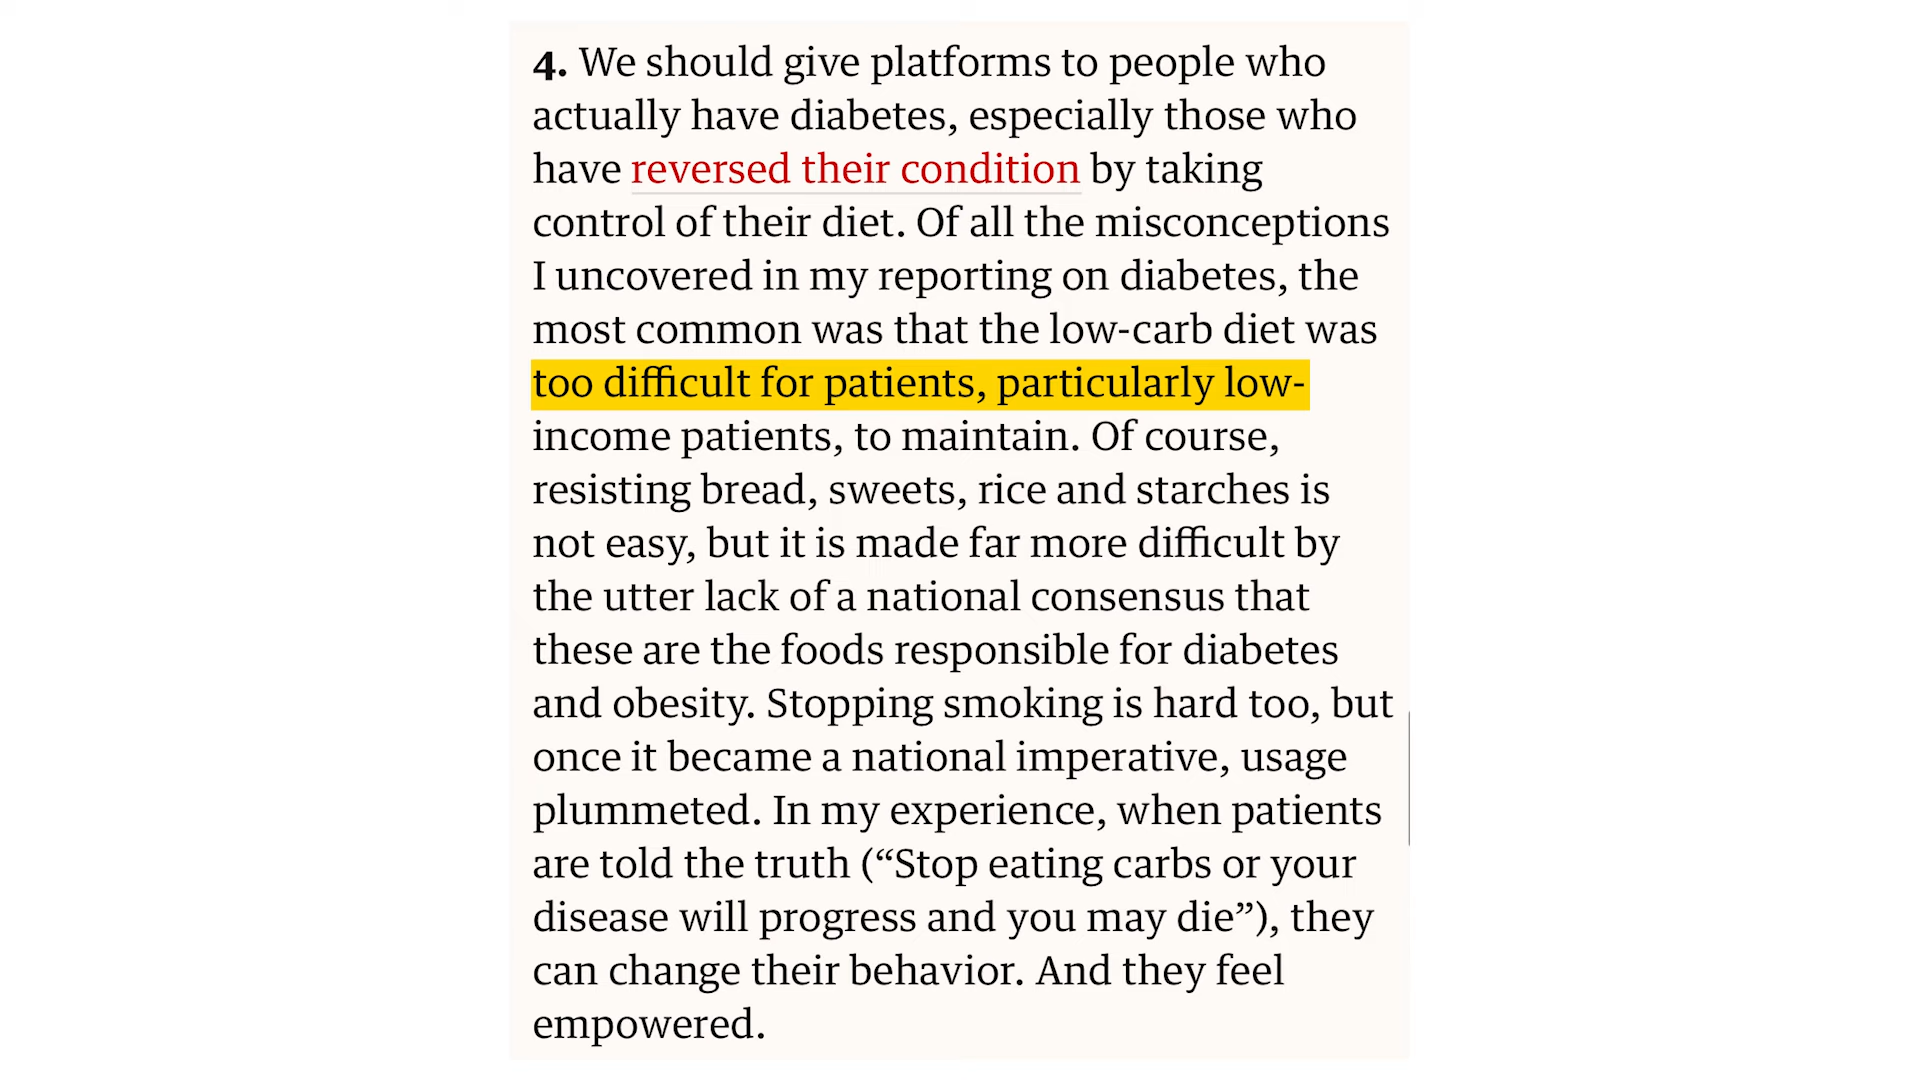 4. We should give platforms to people who
actually have diabetes, especially those who
have reversed their condition by taking
control of their diet. Of all the misconceptions
I uncovered in my reporting on diabetes, the
most common was that the low-carb diet was
too difficult for patients, particularly low-
income patients, to maintain. Of course,
resisting bread, sweets, rice and starches is
not easy, but it is made far more difficult by
the utter lack of a national consensus that
these are the foods responsible for diabetes
and obesity. Stopping smoking is hard too, but
once it became a national imperative, usage
plummeted. In my experience, when patients
are told the truth (“Stop eating carbs or your
disease will progress and you may die”), they
can change their behavior. And they feel
empowered.